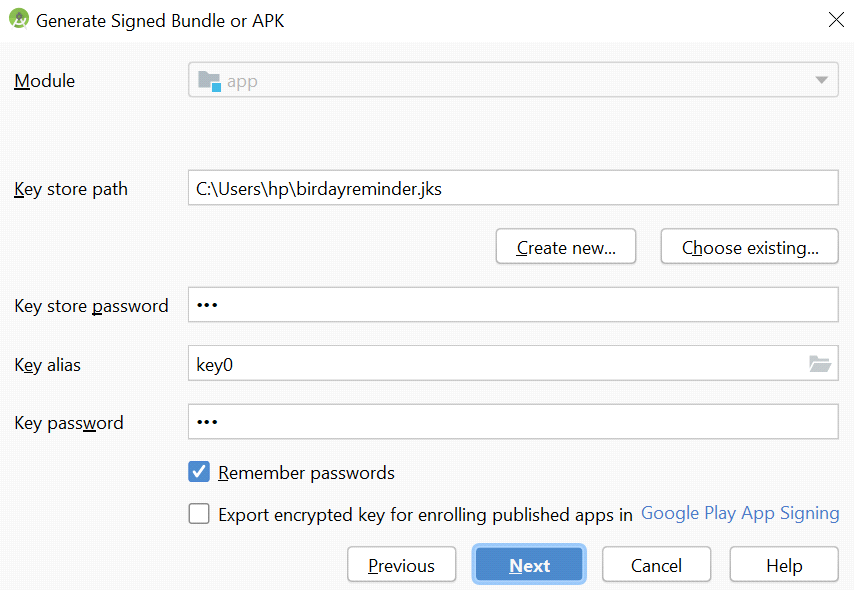 Generate Signed Bundle or APK
Module app
Key store path C:\Users\hp\birdayreminder.jks
Create new... Choose existing...
Key store password •••
Key alias key0
Key password •••
Remember passwords
Export encrypted key for enrolling published apps in Google Play App Signing
Previous Next Cancel Help